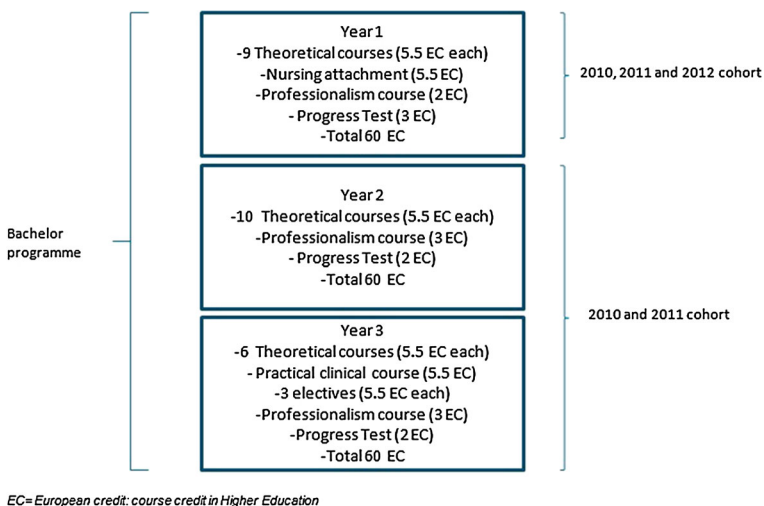 Bachelor
programme
Year 1
-9 Theoretical courses (5.5 EC each)
-Nursing attachment (5.5 EC)
-Professionalism course (2 EC)
- Progress Test (3 EC)
-Total 60 EC
2010, 2011 and 2012 cohort
Year 2
-10 Theoretical courses (5.5 EC each)
-Professionalism course (3 EC)
- Progress Test (2 EC)
-Total 60 EC
Year 3
-6 Theoretical courses (5.5 EC each)
- Practical clinical course (5.5 EC)
-3 electives (5.5 EC each)
-Professionalism course (3 EC)
-Progress Test (2 EC)
-Total 60 EC
2010 and 2011 cohort
EC= European credit: course credit in Higher Education